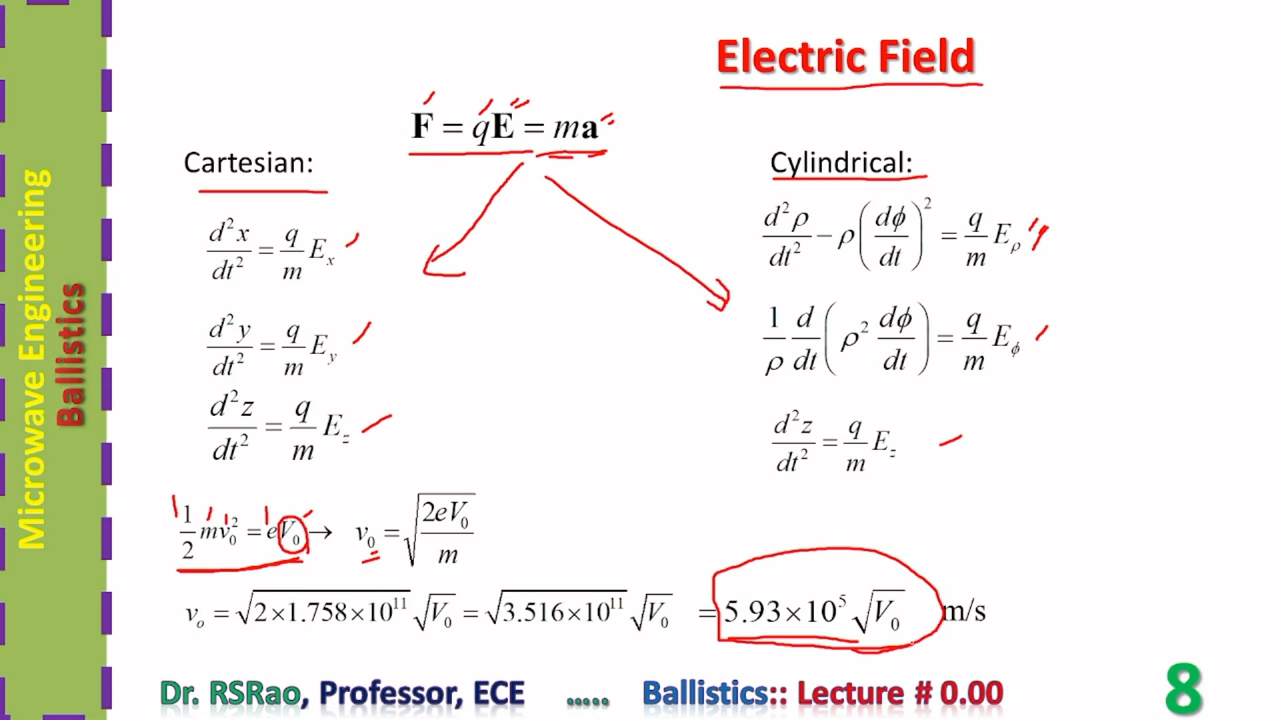 Microwave Engineering
Ballistics
Electric Field
F = qE = ma
Cartesian:
d²x/dt² = q/m Eₓ
d²y/dt² = q/m E_y
d²z/dt² = q/m E_z
Cylindrical:
d²ρ/dt² − ρ(dϕ/dt)² = q/m E_ρ
1/ρ d/dt (ρ² dϕ/dt) = q/m E_ϕ
d²z/dt² = q/m E_z
1/2 mv₀² = eV₀ → v₀ = √(2eV₀/m)
vₒ = √(2×1.758×10¹¹) √V₀ = √(3.516×10¹¹) √V₀ = 5.93×10⁵ √V₀ m/s
Dr. RSRao, Professor, ECE ..... Ballistics:: Lecture # 0.00 8